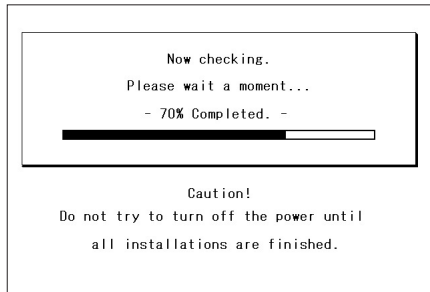 Now checking.
Please wait a moment...
- 70% Completed. -
Caution!
Do not try to turn off the power until
all installations are finished.